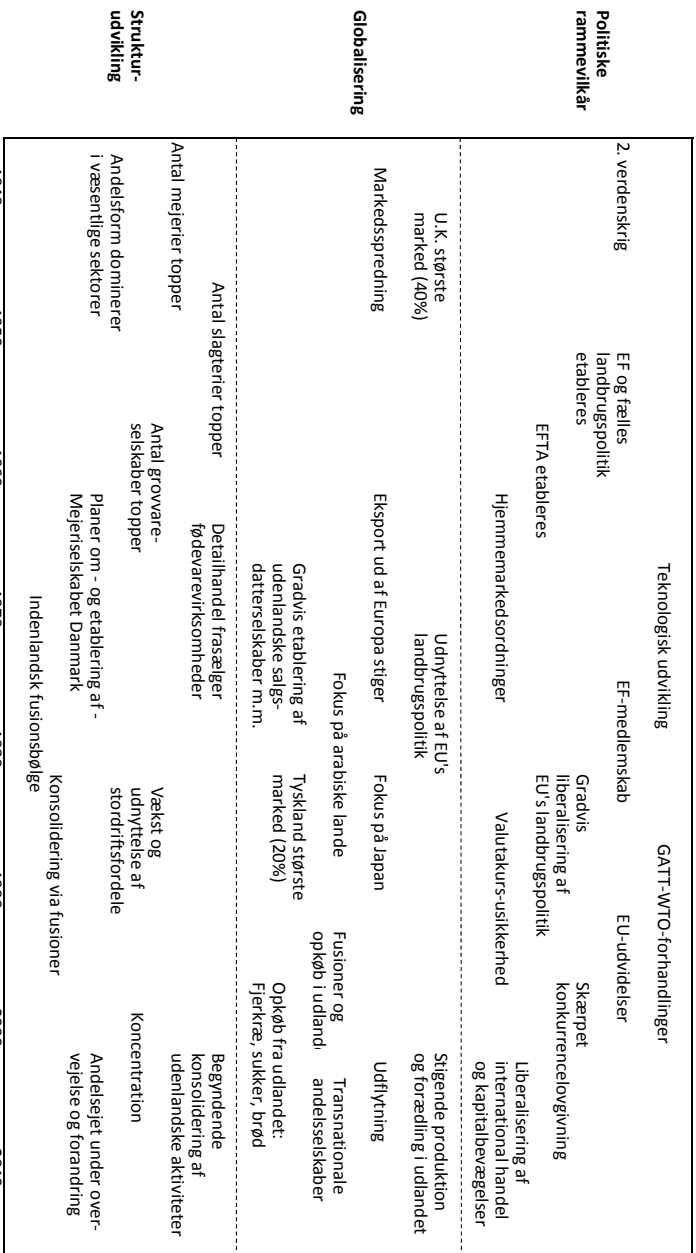 Politiske
rammevilkår
Teknologisk udvikling
GATT-WTO-forhandlinger
2. verdenskrig
EF-medlemskab
EU-udvidelser
EF og fælles
landbrugspolitik
etableres
Gradvis
liberalisering af
EU's landbrugspolitik
Skærpet
konkurrencelovgivning
EFTA etableres
Hjemmemarkedsordninger
Valutakurs-usikkerhed
Liberalisering af
international handel
og kapitalbevægelser
Globalisering
U.K. største
marked (40%)
Udnyttelse af EU's
landbrugspolitik
Stigende produktion
og forædling i udlandet
Markedsspredning
Eksport ud af Europa stiger
Fokus på Japan
Udflytning
Fokus på arabiske lande
Fusioner og
opkøb i udland
Transnationale
andelsselskaber
Gradvis etablering af
udenlandske salgs-
datterselskaber m.m.
Tyskland største
marked (20%)
Opkøb fra udlandet:
Fjerkræ, sukker, brød
Struktur-
udvikling
Antal slagterier topper
Detailhandel frasælger
fødevarevirksomheder
Begyndende
konsolidering af
udenlandske aktiviteter
Antal mejerier topper
Antal grovvare-
selskaber topper
Vækst og
udnyttelse af
stordriftsfordele
Koncentration
Andelsform dominerer
i væsentlige sektorer
Planer om - og etablering af -
Mejeriselskabet Danmark
Andelsejet under over-
vejelse og forandring
Konsolidering via fusioner
Indenlandsk fusionsbølge